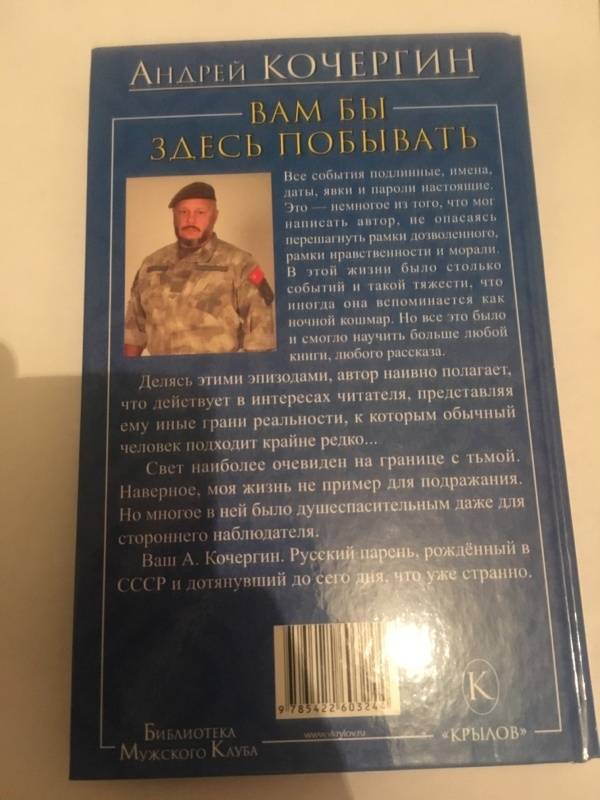 Андрей КОЧЕРГИН
ВАМ БЫ
ЗДЕСЬ ПОБЫВАТЬ
Все события подлинные, имена,
даты, явки и пароли настоящие.
Это — немногое из того, что мог
написать автор, не опасаясь
перешагнуть рамки дозволенного,
рамки нравственности и морали.
В этой жизни было столько
событий и такой тяжести, что
иногда она вспоминается как
ночной кошмар. Но все это было
и смогло научить больше любой
книги, любого рассказа.
Делясь этими эпизодами, автор наивно полагает,
что действует в интересах читателя, представляя
ему иные грани реальности, к которым обычный
человек подходит крайне редко...
Свет наиболее очевиден на границе с тьмой.
Наверное, моя жизнь не пример для подражания.
Но многое в ней было душеспасительным даже для
стороннего наблюдателя.
Ваш А. Кочергин. Русский парень, рождённый в
СССР и дотянувший до сего дня, что уже странно.
9 785422 60324
К
Библиотека
Мужского Клуба
www.vkrylov.ru
«КРЫЛОВ»